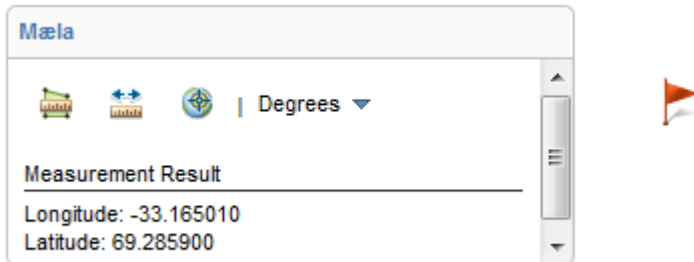 Mæla
| Degrees
Measurement Result
Longitude: -33.165010
Latitude: 69.285900